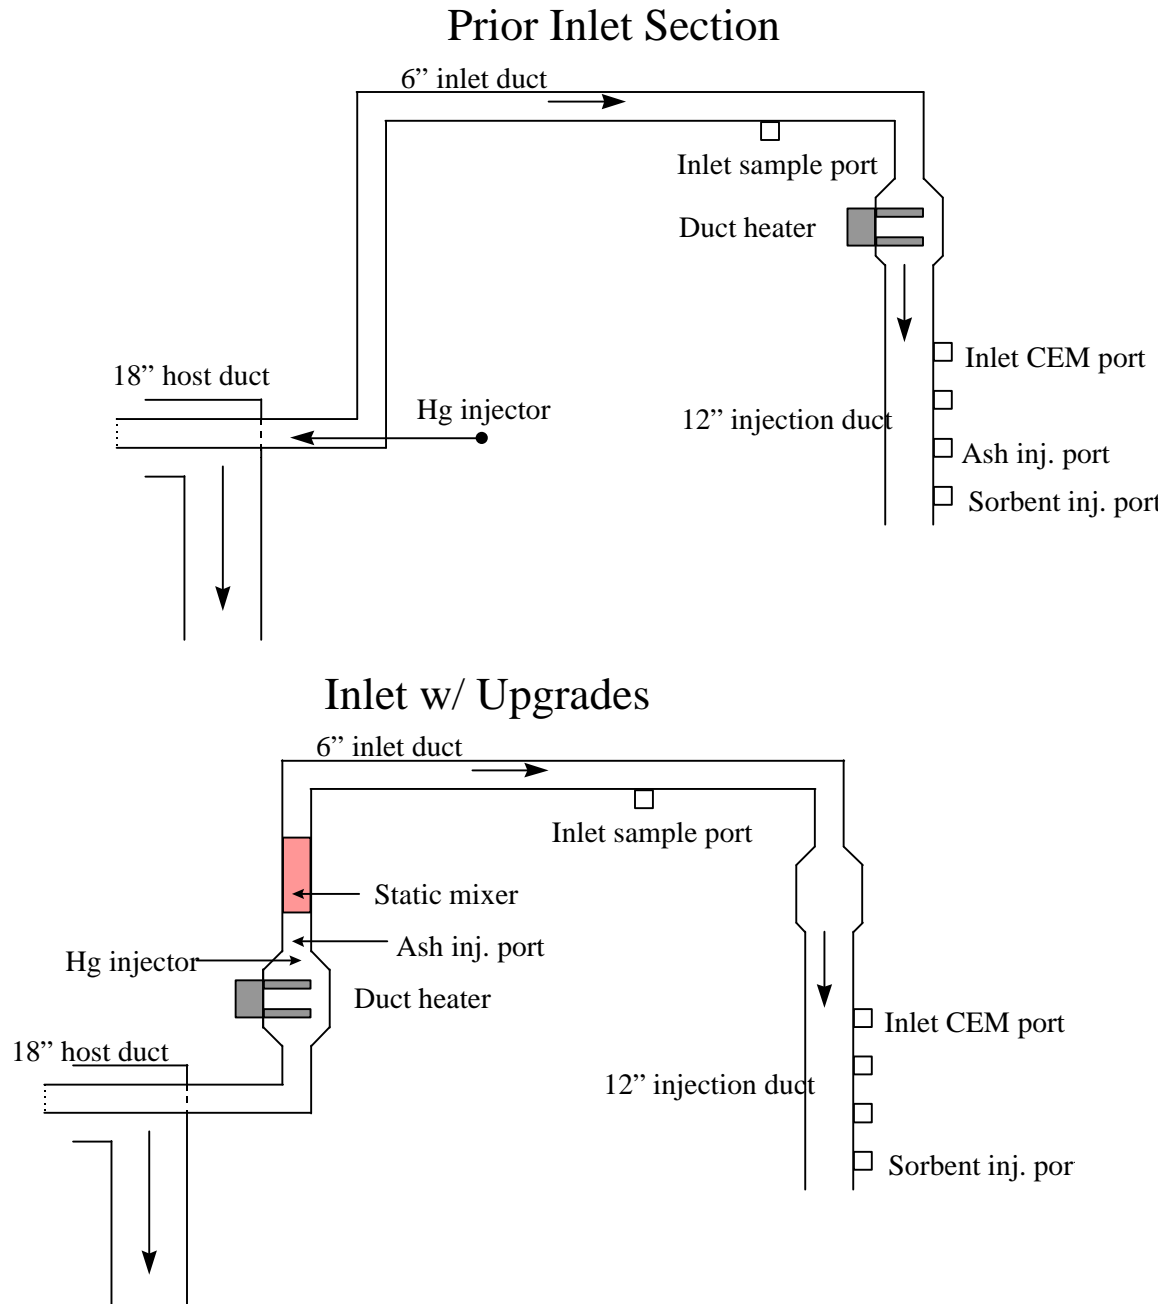 Prior Inlet Section
6” inlet duct
Inlet sample port
Duct heater
Inlet CEM port
18” host duct
Hg injector
12” injection duct
Ash inj. port
Sorbent inj. port
Inlet w/ Upgrades
6” inlet duct
Inlet sample port
Static mixer
Ash inj. port
Hg injector
Duct heater
Inlet CEM port
18” host duct
12” injection duct
Sorbent inj. por